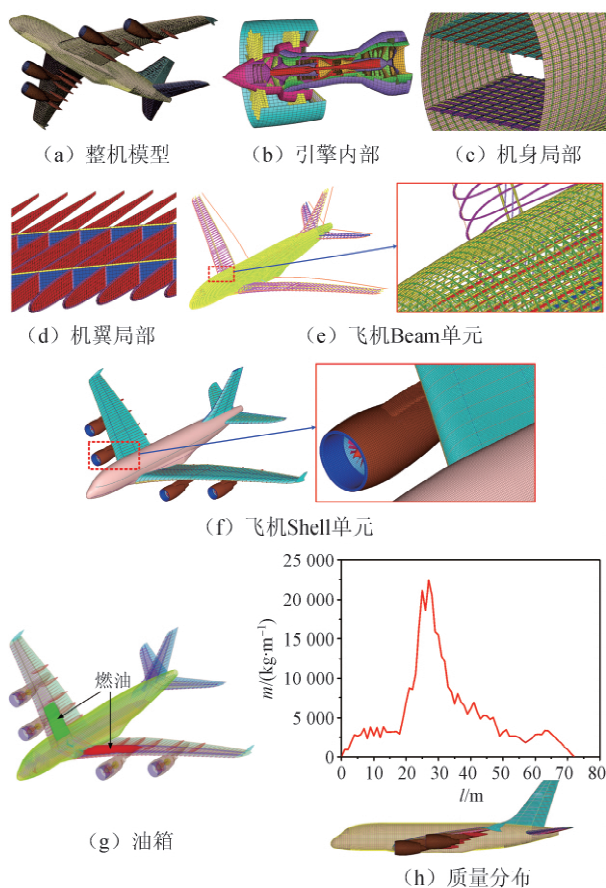 (a) 整机模型
(b) 引擎内部
(c) 机身局部
(d) 机翼局部
(e) 飞机Beam单元
(f) 飞机Shell单元
燃油
(g) 油箱
25 000
20 000
15 000
10 000
5 000
0
m/(kg·m⁻¹)
0 10 20 30 40 50 60 70 80
l/m
(h) 质量分布